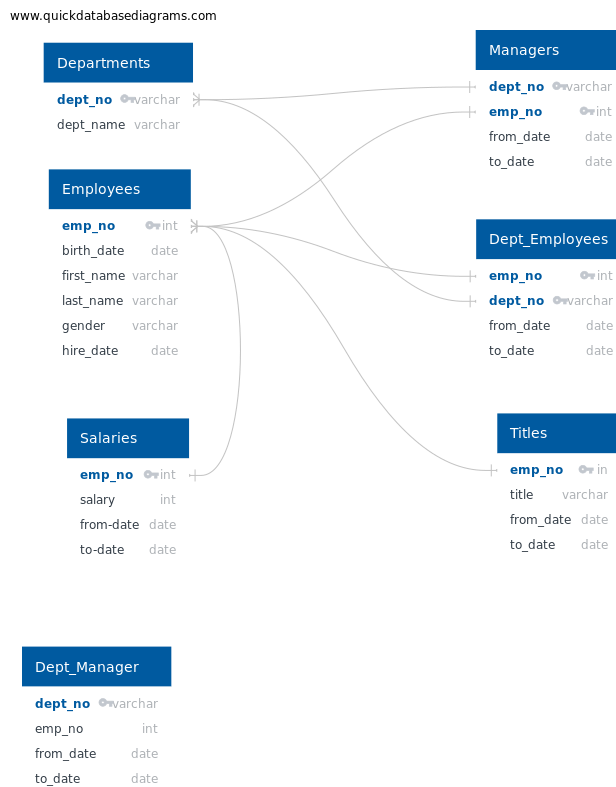 www.quickdatabasediagrams.com
Departments
dept_no varchar
dept_name varchar
Employees
emp_no int
birth_date date
first_name varchar
last_name varchar
gender varchar
hire_date date
Salaries
emp_no int
salary int
from-date date
to-date date
Dept_Manager
dept_no varchar
emp_no int
from_date date
to_date date
Managers
dept_no varchar
emp_no int
from_date date
to_date date
Dept_Employees
emp_no int
dept_no varchar
from_date date
to_date date
Titles
emp_no in
title varchar
from_date date
to_date date